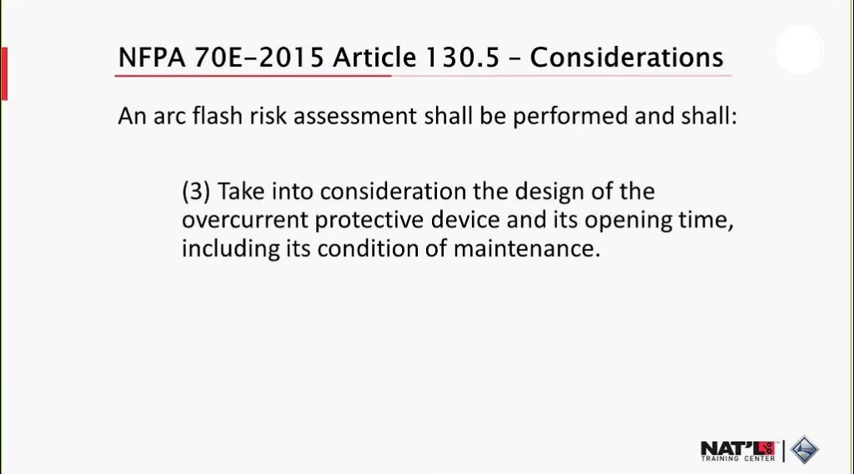 NFPA 70E-2015 Article 130.5 – Considerations
An arc flash risk assessment shall be performed and shall:
(3) Take into consideration the design of the
overcurrent protective device and its opening time,
including its condition of maintenance.
NAT'L
TRAINING CENTER